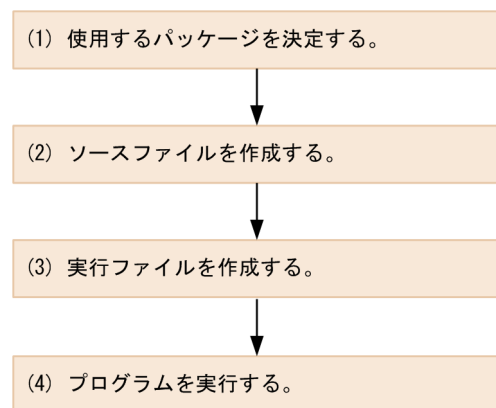 (1) 使用するパッケージを決定する。
(2) ソースファイルを作成する。
(3) 実行ファイルを作成する。
(4) プログラムを実行する。